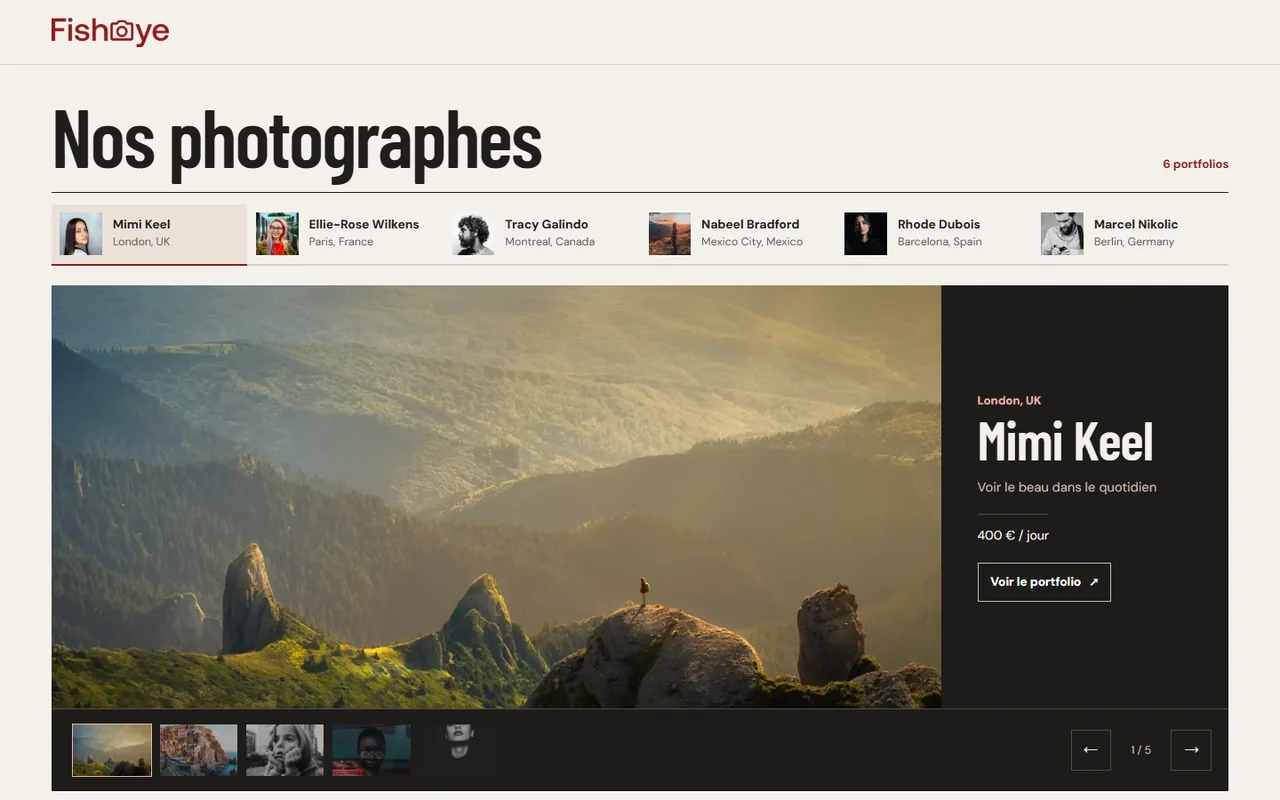 Fisheye
Nos photographes
6 portfolios
Mimi Keel
London, UK
Ellie-Rose Wilkens
Paris, France
Tracy Galindo
Montreal, Canada
Nabeel Bradford
Mexico City, Mexico
Rhode Dubois
Barcelona, Spain
Marcel Nikolic
Berlin, Germany
London, UK
Mimi Keel
Voir le beau dans le quotidien
400 € / jour
Voir le portfolio ↗
← 1 / 5 →